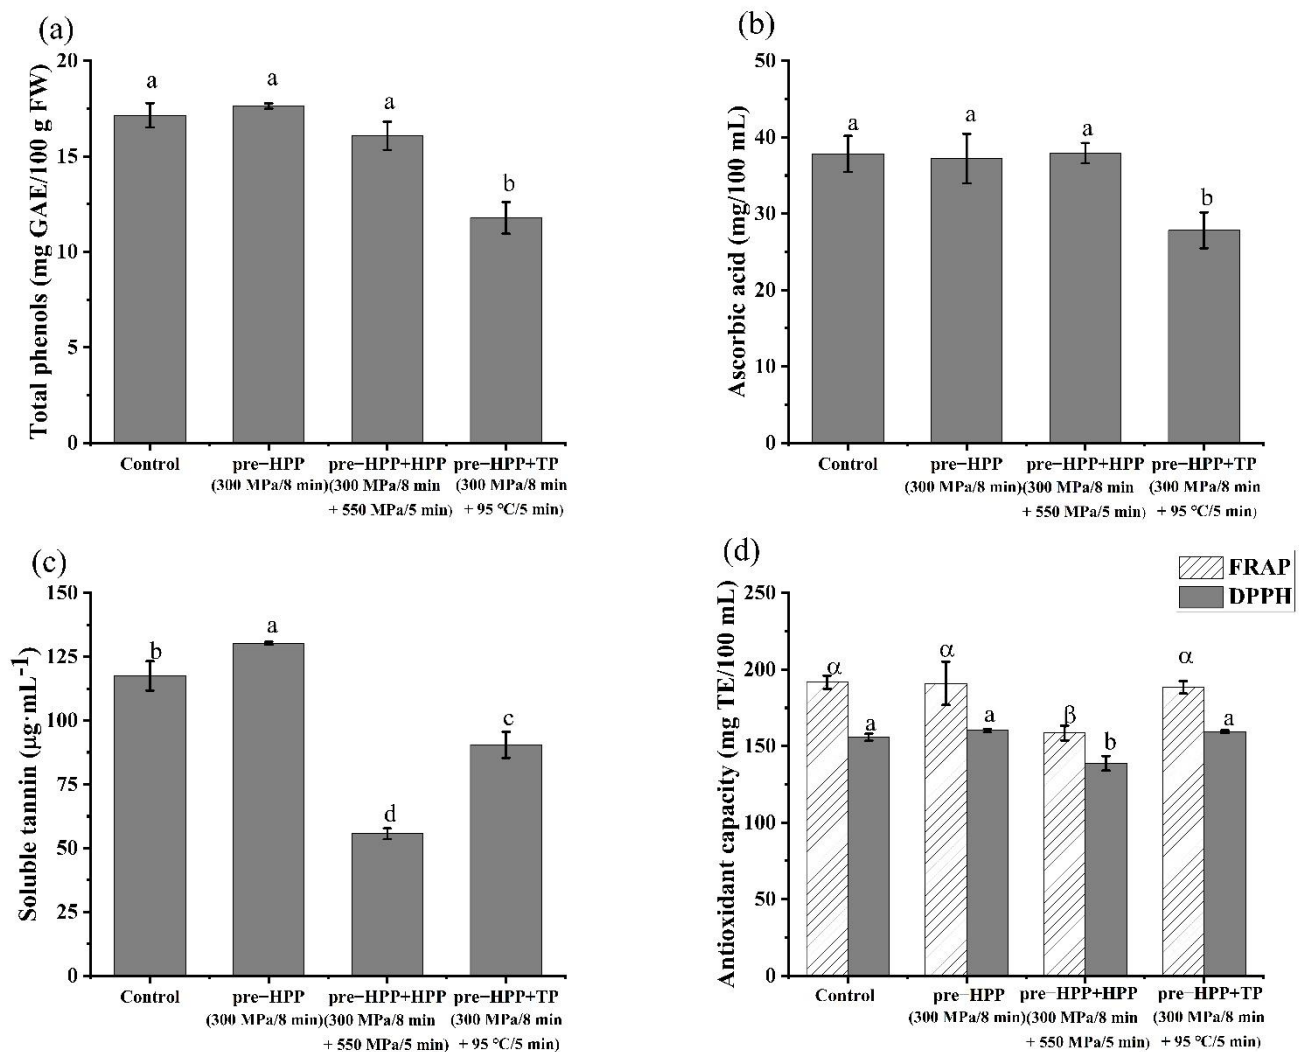 (a)
Total phenols (mg GAE/100 g FW)
20
15
10
5
0
a
a
a
b
Control
pre−HPP
(300 MPa/8 min)
pre−HPP+HPP
(300 MPa/8 min
+ 550 MPa/5 min)
pre−HPP+TP
(300 MPa/8 min
+ 95 °C/5 min)
(b)
Ascorbic acid (mg/100 mL)
50
40
30
20
10
0
a
a
a
b
Control
pre−HPP
(300 MPa/8 min)
pre−HPP+HPP
(300 MPa/8 min
+ 550 MPa/5 min)
pre−HPP+TP
(300 MPa/8 min
+ 95 °C/5 min)
(c)
Soluble tannin (μg·mL⁻¹)
150
125
100
75
50
25
0
b
a
d
c
Control
pre−HPP
(300 MPa/8 min)
pre−HPP+HPP
(300 MPa/8 min
+ 550 MPa/5 min)
pre−HPP+TP
(300 MPa/8 min
+ 95 °C/5 min)
(d)
FRAP
DPPH
Antioxidant capacity (mg TE/100 mL)
250
200
150
100
50
0
α
a
α
a
β
b
α
a
Control
pre−HPP
(300 MPa/8 min)
pre−HPP+HPP
(300 MPa/8 min
+ 550 MPa/5 min)
pre−HPP+TP
(300 MPa/8 min
+ 95 °C/5 min)